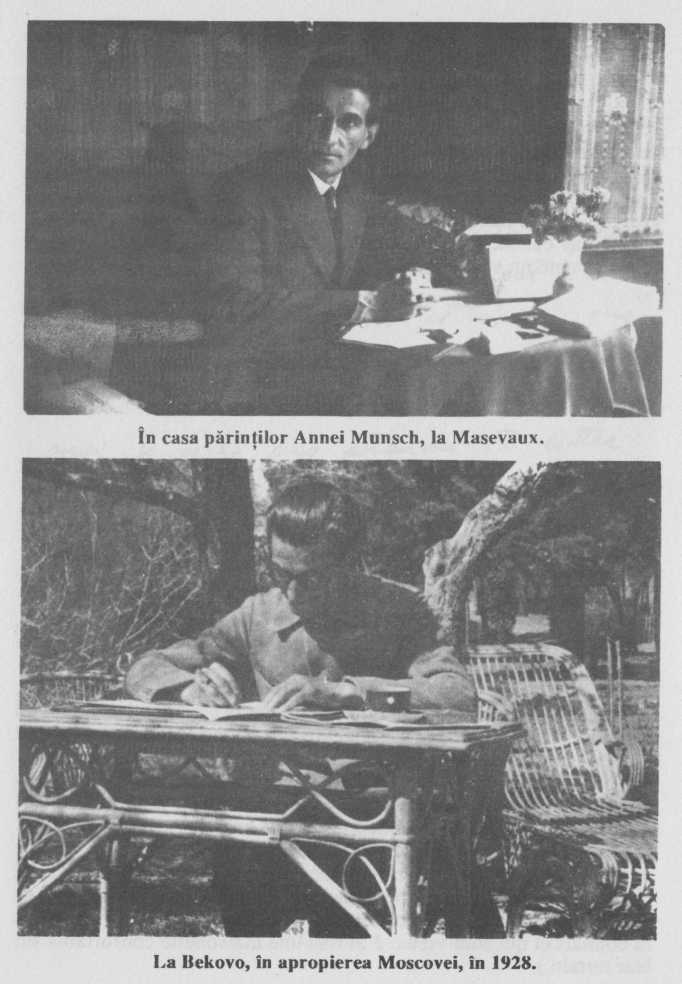 În casa părinților Annei Munsch, la Masevaux.
La Bekovo, în apropierea Moscovei, în 1928.